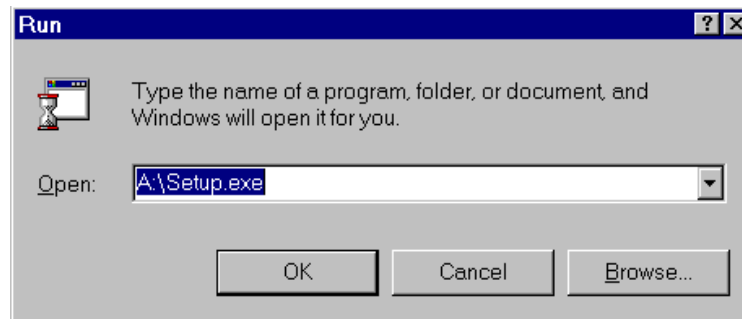 Run
Type the name of a program, folder, or document, and
Windows will open it for you.
Open: A:\Setup.exe
OK Cancel Browse...